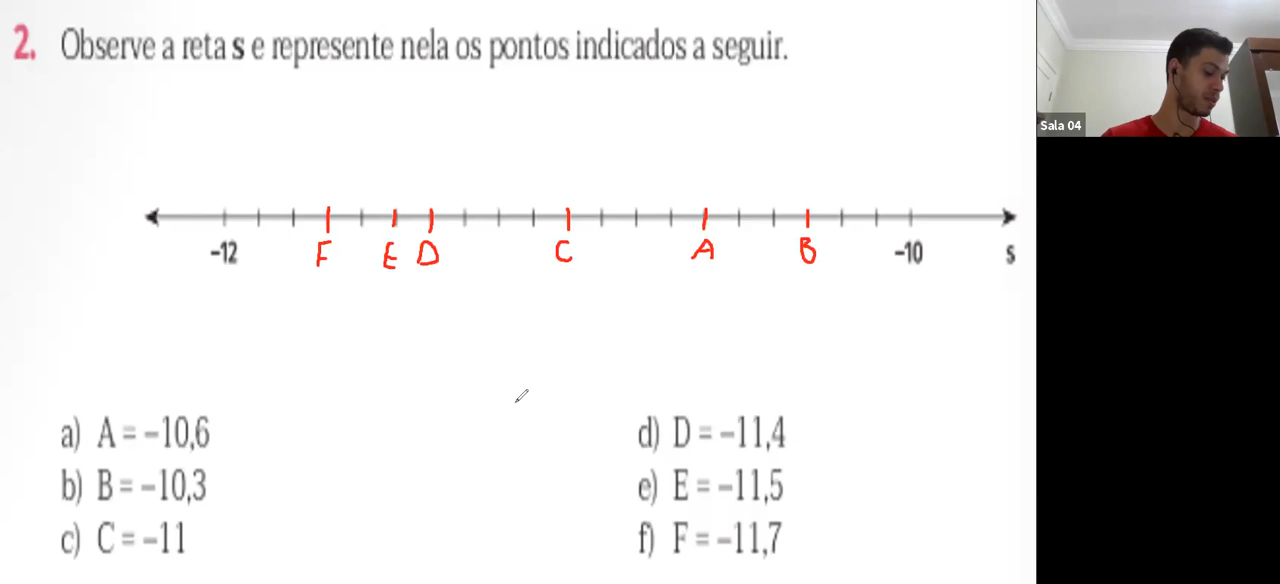 2. Observe a reta s e represente nela os pontos indicados a seguir.
Sala 04
F E D C A B
-12 -10 s
a) A = -10,6
b) B = -10,3
c) C = -11
d) D = -11,4
e) E = -11,5
f) F = -11,7